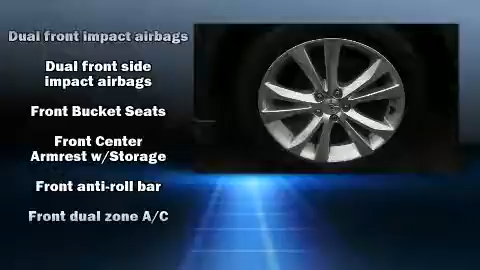 Dual front impact airbags
Dual front side
impact airbags
Front Bucket Seats
Front Center
Armrest w/Storage
Front anti-roll bar
Front dual zone A/C